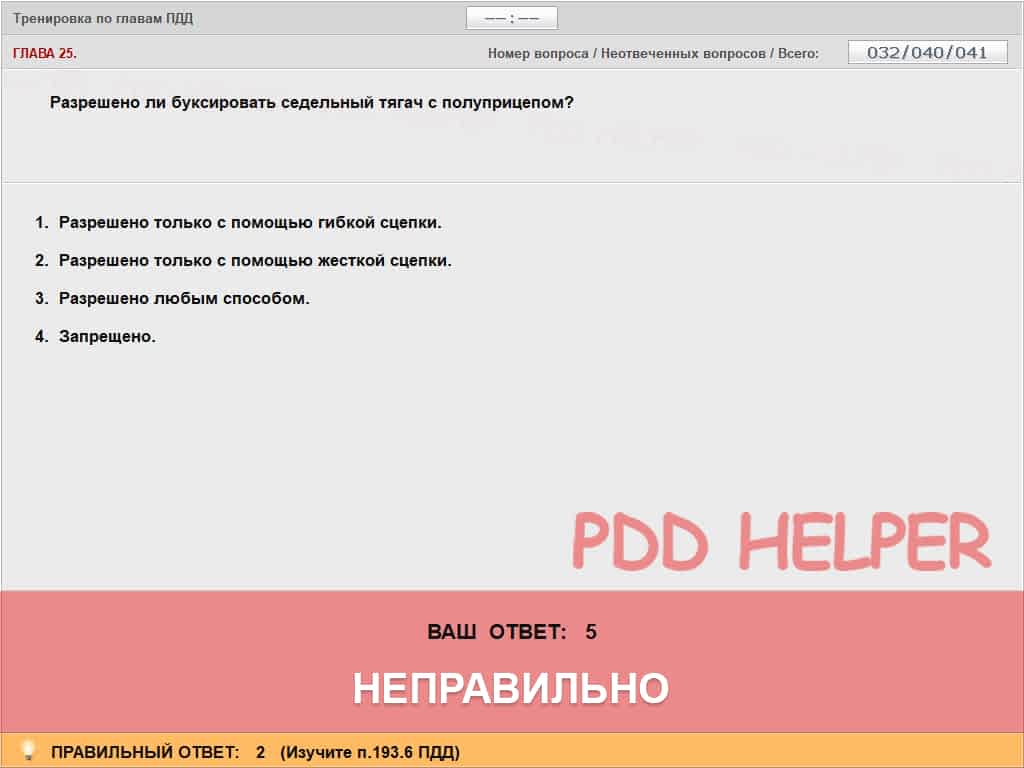 Тренировка по главам ПДД
–– : ––
ГЛАВА 25.
Номер вопроса / Неотвеченных вопросов / Всего:
032/040/041
Разрешено ли буксировать седельный тягач с полуприцепом?
1. Разрешено только с помощью гибкой сцепки.
2. Разрешено только с помощью жесткой сцепки.
3. Разрешено любым способом.
4. Запрещено.
PDD HELPER
ВАШ ОТВЕТ: 5
НЕПРАВИЛЬНО
ПРАВИЛЬНЫЙ ОТВЕТ: 2 (Изучите п.193.6 ПДД)